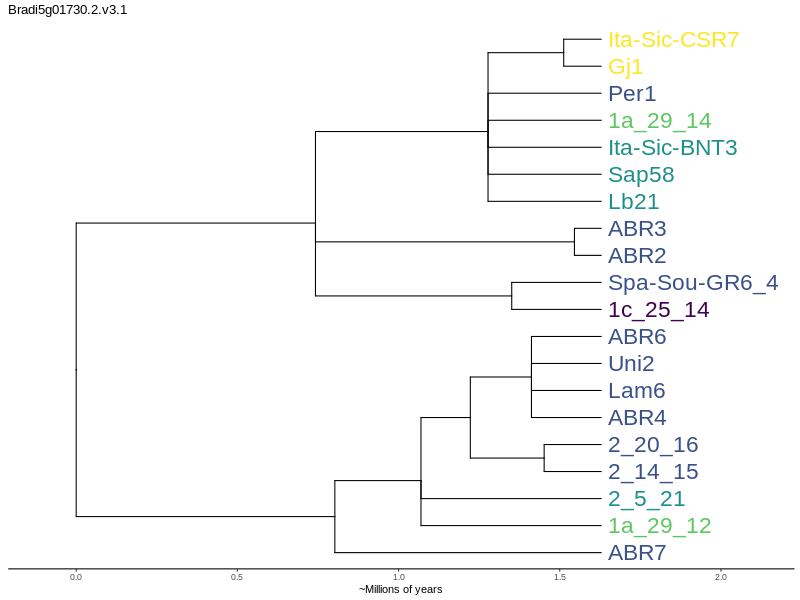 Bradi5g01730.2.v3.1
Ita-Sic-CSR7
Gj1
Per1
1a_29_14
Ita-Sic-BNT3
Sap58
Lb21
ABR3
ABR2
Spa-Sou-GR6_4
1c_25_14
ABR6
Uni2
Lam6
ABR4
2_20_16
2_14_15
2_5_21
1a_29_12
ABR7
0.0 0.5 1.0 1.5 2.0
~Millions of years